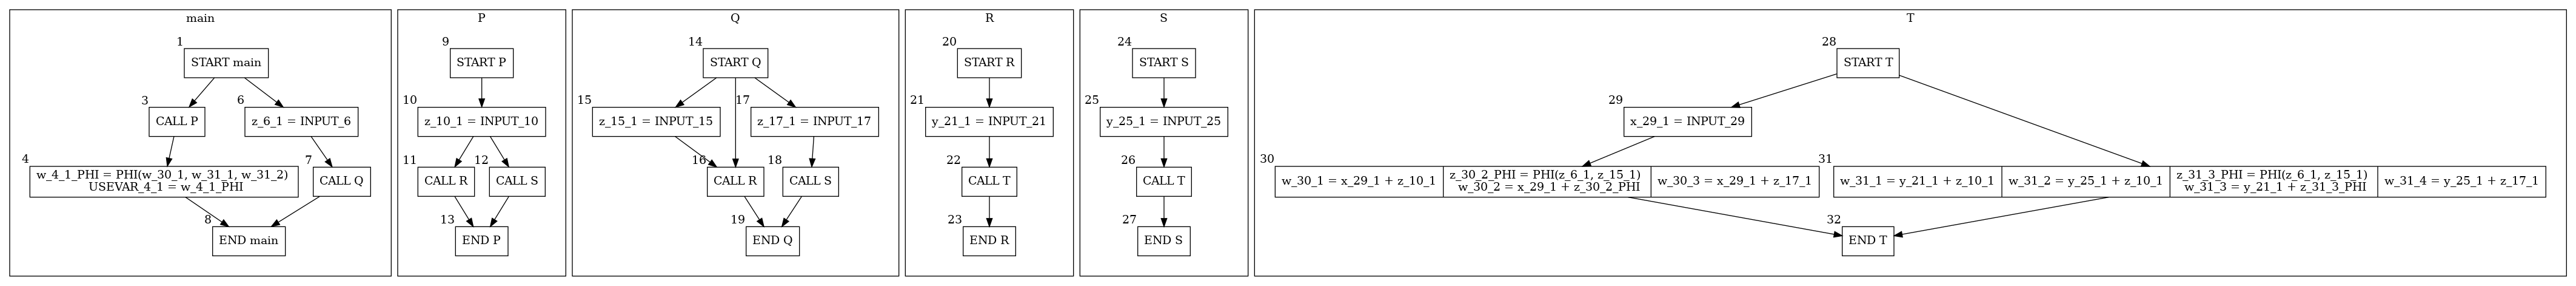 main
1
START main
3
CALL P
6
z_6_1 = INPUT_6
4
w_4_1_PHI = PHI(w_30_1, w_31_1, w_31_2)
USEVAR_4_1 = w_4_1_PHI
7
CALL Q
8
END main
P
9
START P
10
z_10_1 = INPUT_10
11
CALL R
12
CALL S
13
END P
Q
14
START Q
15
z_15_1 = INPUT_15
17
z_17_1 = INPUT_17
16
CALL R
18
CALL S
19
END Q
R
20
START R
21
y_21_1 = INPUT_21
22
CALL T
23
END R
S
24
START S
25
y_25_1 = INPUT_25
26
CALL T
27
END S
T
28
START T
29
x_29_1 = INPUT_29
30
w_30_1 = x_29_1 + z_10_1
z_30_2_PHI = PHI(z_6_1, z_15_1)
w_30_2 = x_29_1 + z_30_2_PHI
w_30_3 = x_29_1 + z_17_1
31
w_31_1 = y_21_1 + z_10_1
w_31_2 = y_25_1 + z_10_1
z_31_3_PHI = PHI(z_6_1, z_15_1)
w_31_3 = y_21_1 + z_31_3_PHI
w_31_4 = y_25_1 + z_17_1
32
END T